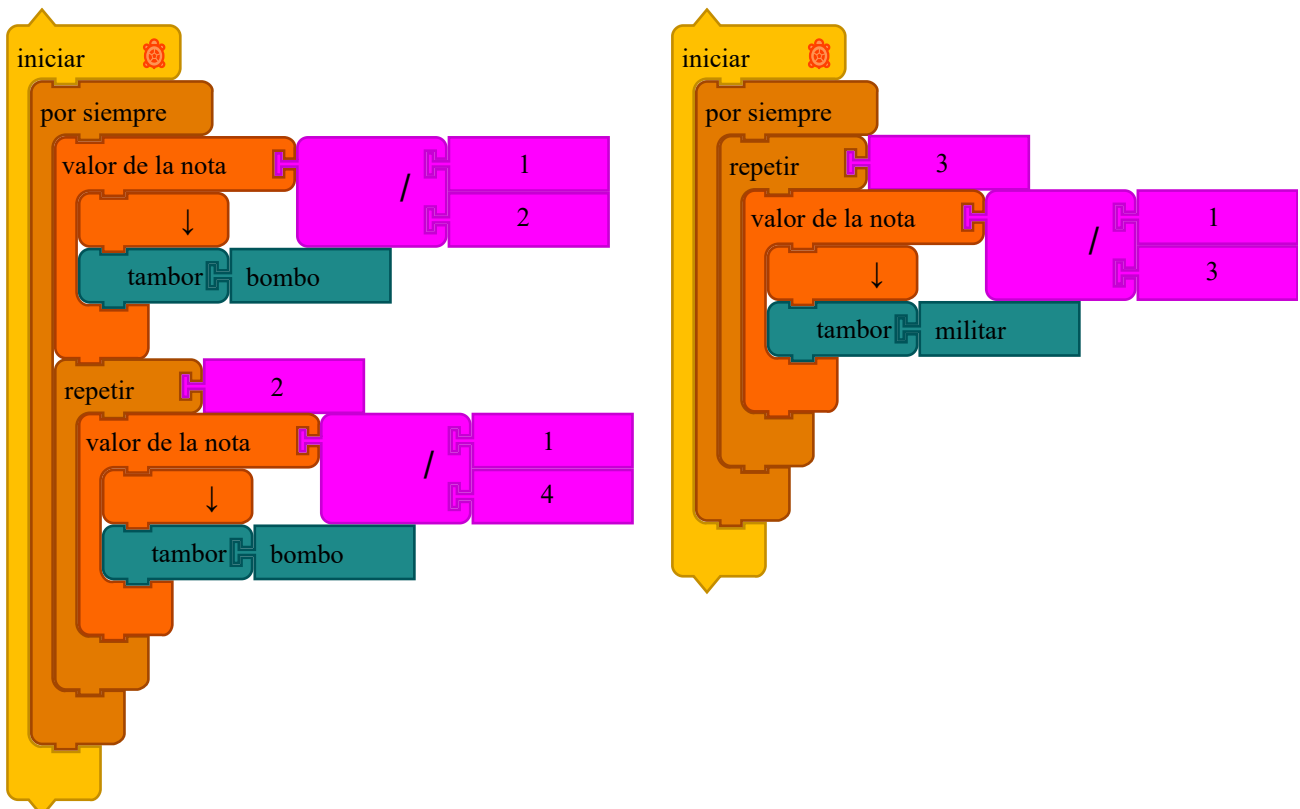 iniciar
por siempre
valor de la nota / 1
2
↓
tambor bombo
repetir 2
valor de la nota / 1
4
↓
tambor bombo
iniciar
por siempre
repetir 3
valor de la nota / 1
3
↓
tambor militar